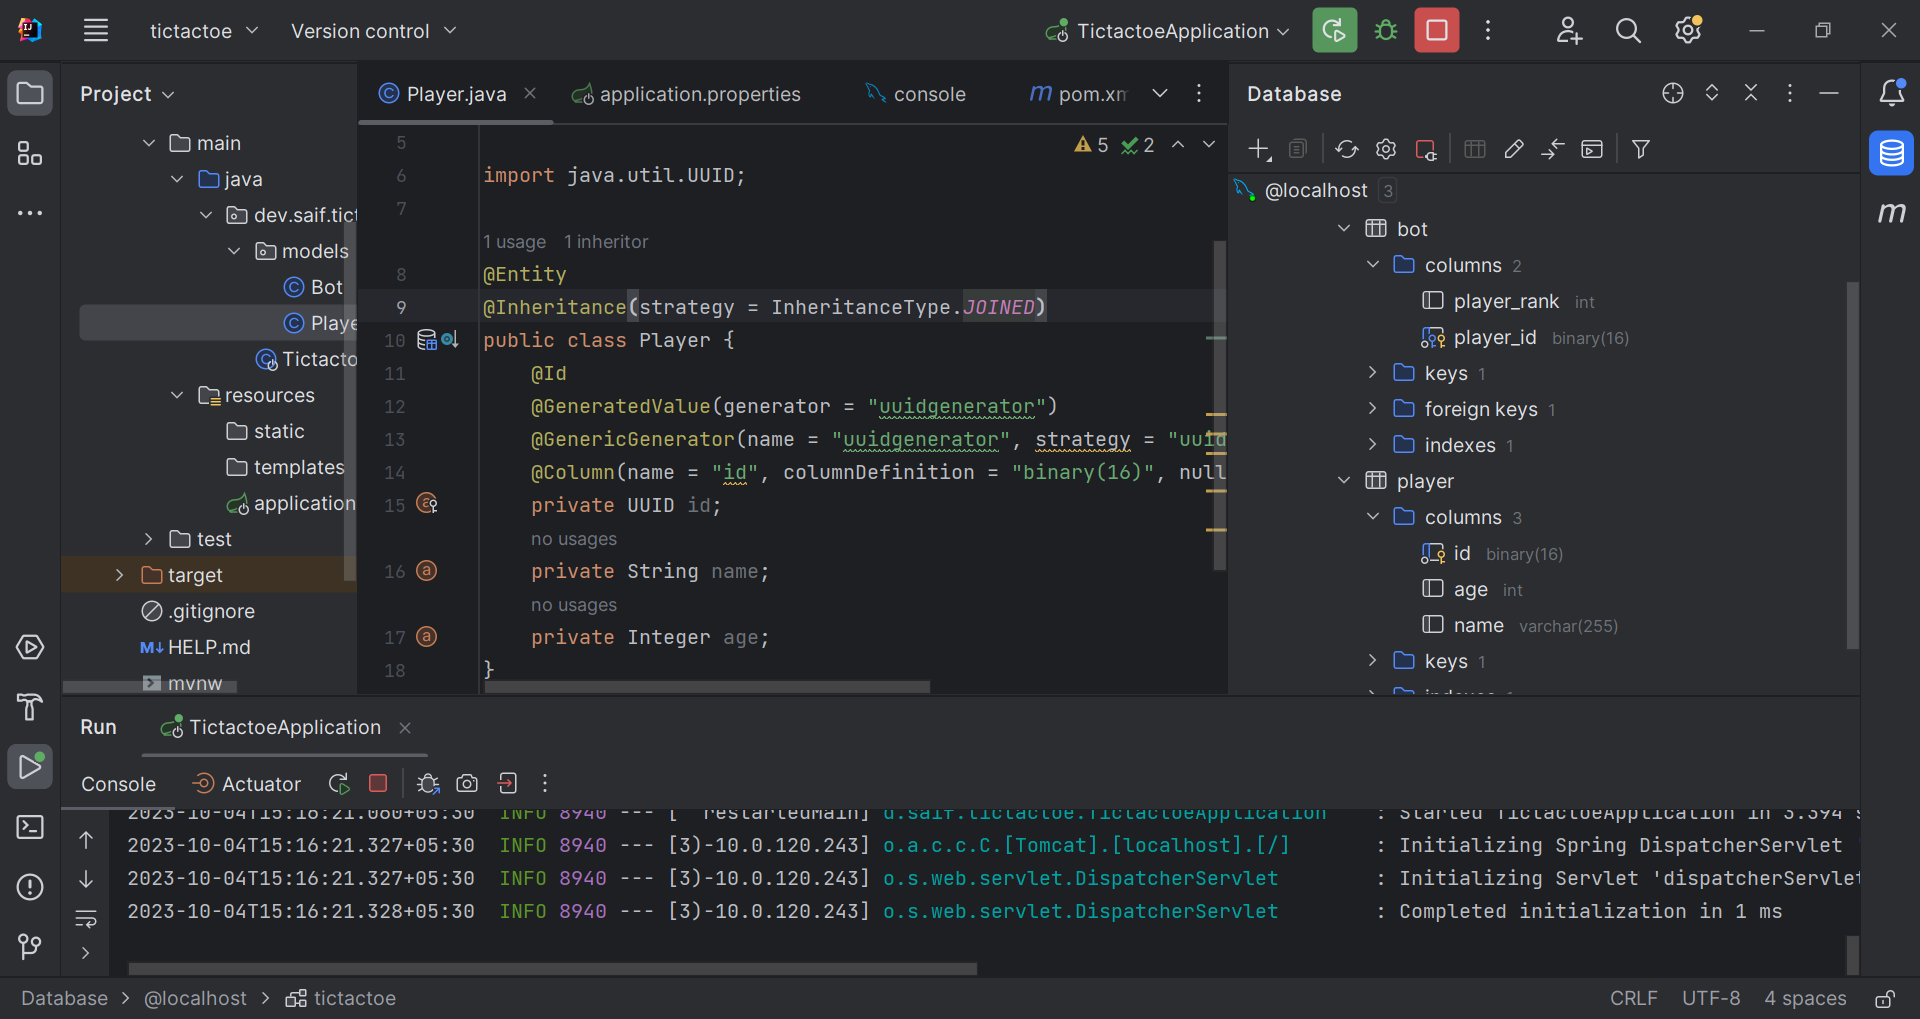 tictactoe
Version control
TictactoeApplication
Project
main
java
dev.saif.tict
models
Bot
Playe
Tictacto
resources
static
templates
application
test
target
.gitignore
M↓ HELP.md
mvnw
Player.java
application.properties
console
m pom.xm
5 2
5
6 import java.util.UUID;
7
1 usage 1 inheritor
8 @Entity
9 @Inheritance(strategy = InheritanceType.JOINED)
10 public class Player {
11 @Id
12 @GeneratedValue(generator = "uuidgenerator")
13 @GenericGenerator(name = "uuidgenerator", strategy = "uuid
14 @Column(name = "id", columnDefinition = "binary(16)", null
15 private UUID id;
no usages
16 private String name;
no usages
17 private Integer age;
18 }
Database
@localhost 3
bot
columns 2
player_rank int
player_id binary(16)
keys 1
foreign keys 1
indexes 1
player
columns 3
id binary(16)
age int
name varchar(255)
keys 1
m
Run
TictactoeApplication
Console
Actuator
2023-10-04T15:16:21.060+05:30 INFO 8940 --- [ restartedMain] d.saif.tictactoe.TictactoeApplication : Started TictactoeApplication in 3.394 s
2023-10-04T15:16:21.327+05:30 INFO 8940 --- [3)-10.0.120.243] o.a.c.c.C.[Tomcat].[localhost].[/] : Initializing Spring DispatcherServlet
2023-10-04T15:16:21.327+05:30 INFO 8940 --- [3)-10.0.120.243] o.s.web.servlet.DispatcherServlet : Initializing Servlet 'dispatcherServlet
2023-10-04T15:16:21.328+05:30 INFO 8940 --- [3)-10.0.120.243] o.s.web.servlet.DispatcherServlet : Completed initialization in 1 ms
Database > @localhost > tictactoe
CRLF UTF-8 4 spaces